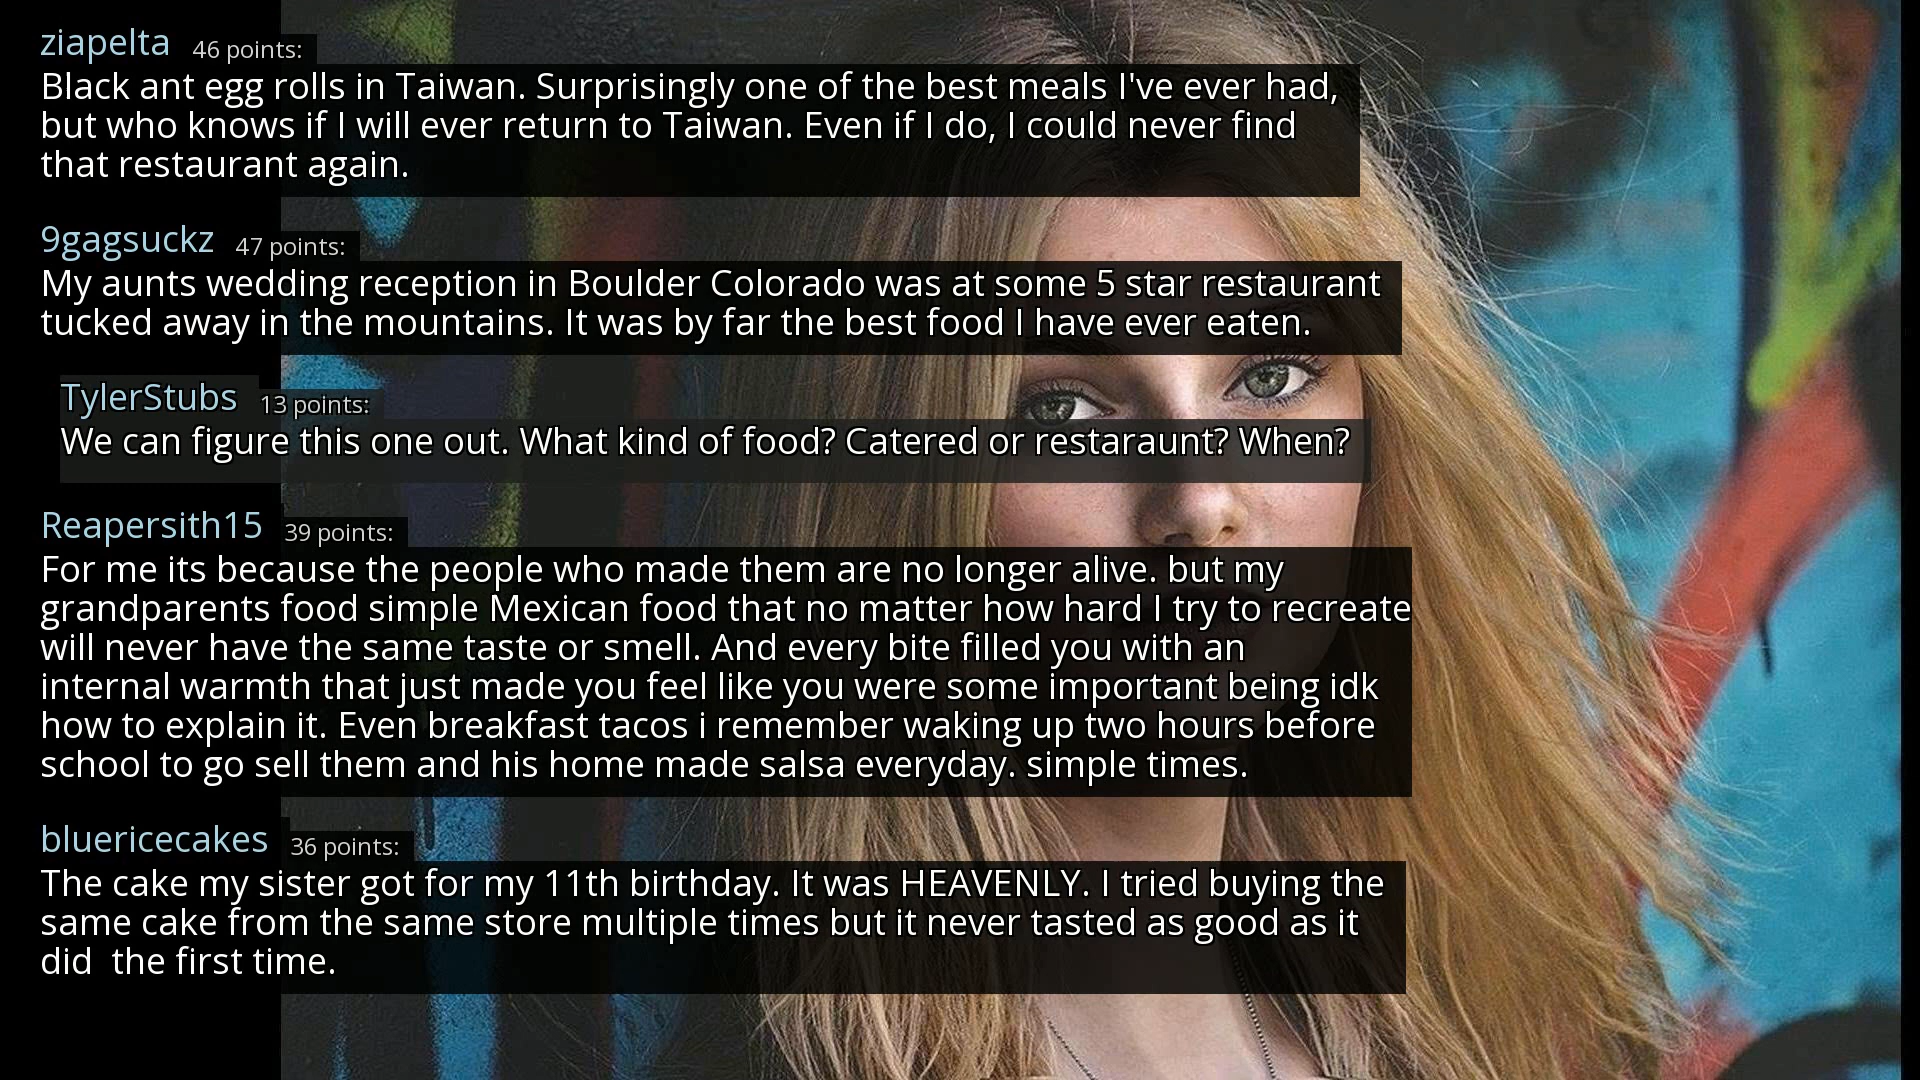 ziapelta 46 points:
Black ant egg rolls in Taiwan. Surprisingly one of the best meals I've ever had,
but who knows if I will ever return to Taiwan. Even if I do, I could never find
that restaurant again.
9gagsuckz 47 points:
My aunts wedding reception in Boulder Colorado was at some 5 star restaurant
tucked away in the mountains. It was by far the best food I have ever eaten.
TylerStubs 13 points:
We can figure this one out. What kind of food? Catered or restaraunt? When?
Reapersith15 39 points:
For me its because the people who made them are no longer alive. but my
grandparents food simple Mexican food that no matter how hard I try to recreate
will never have the same taste or smell. And every bite filled you with an
internal warmth that just made you feel like you were some important being idk
how to explain it. Even breakfast tacos i remember waking up two hours before
school to go sell them and his home made salsa everyday. simple times.
bluericecakes 36 points:
The cake my sister got for my 11th birthday. It was HEAVENLY. I tried buying the
same cake from the same store multiple times but it never tasted as good as it
did  the first time.